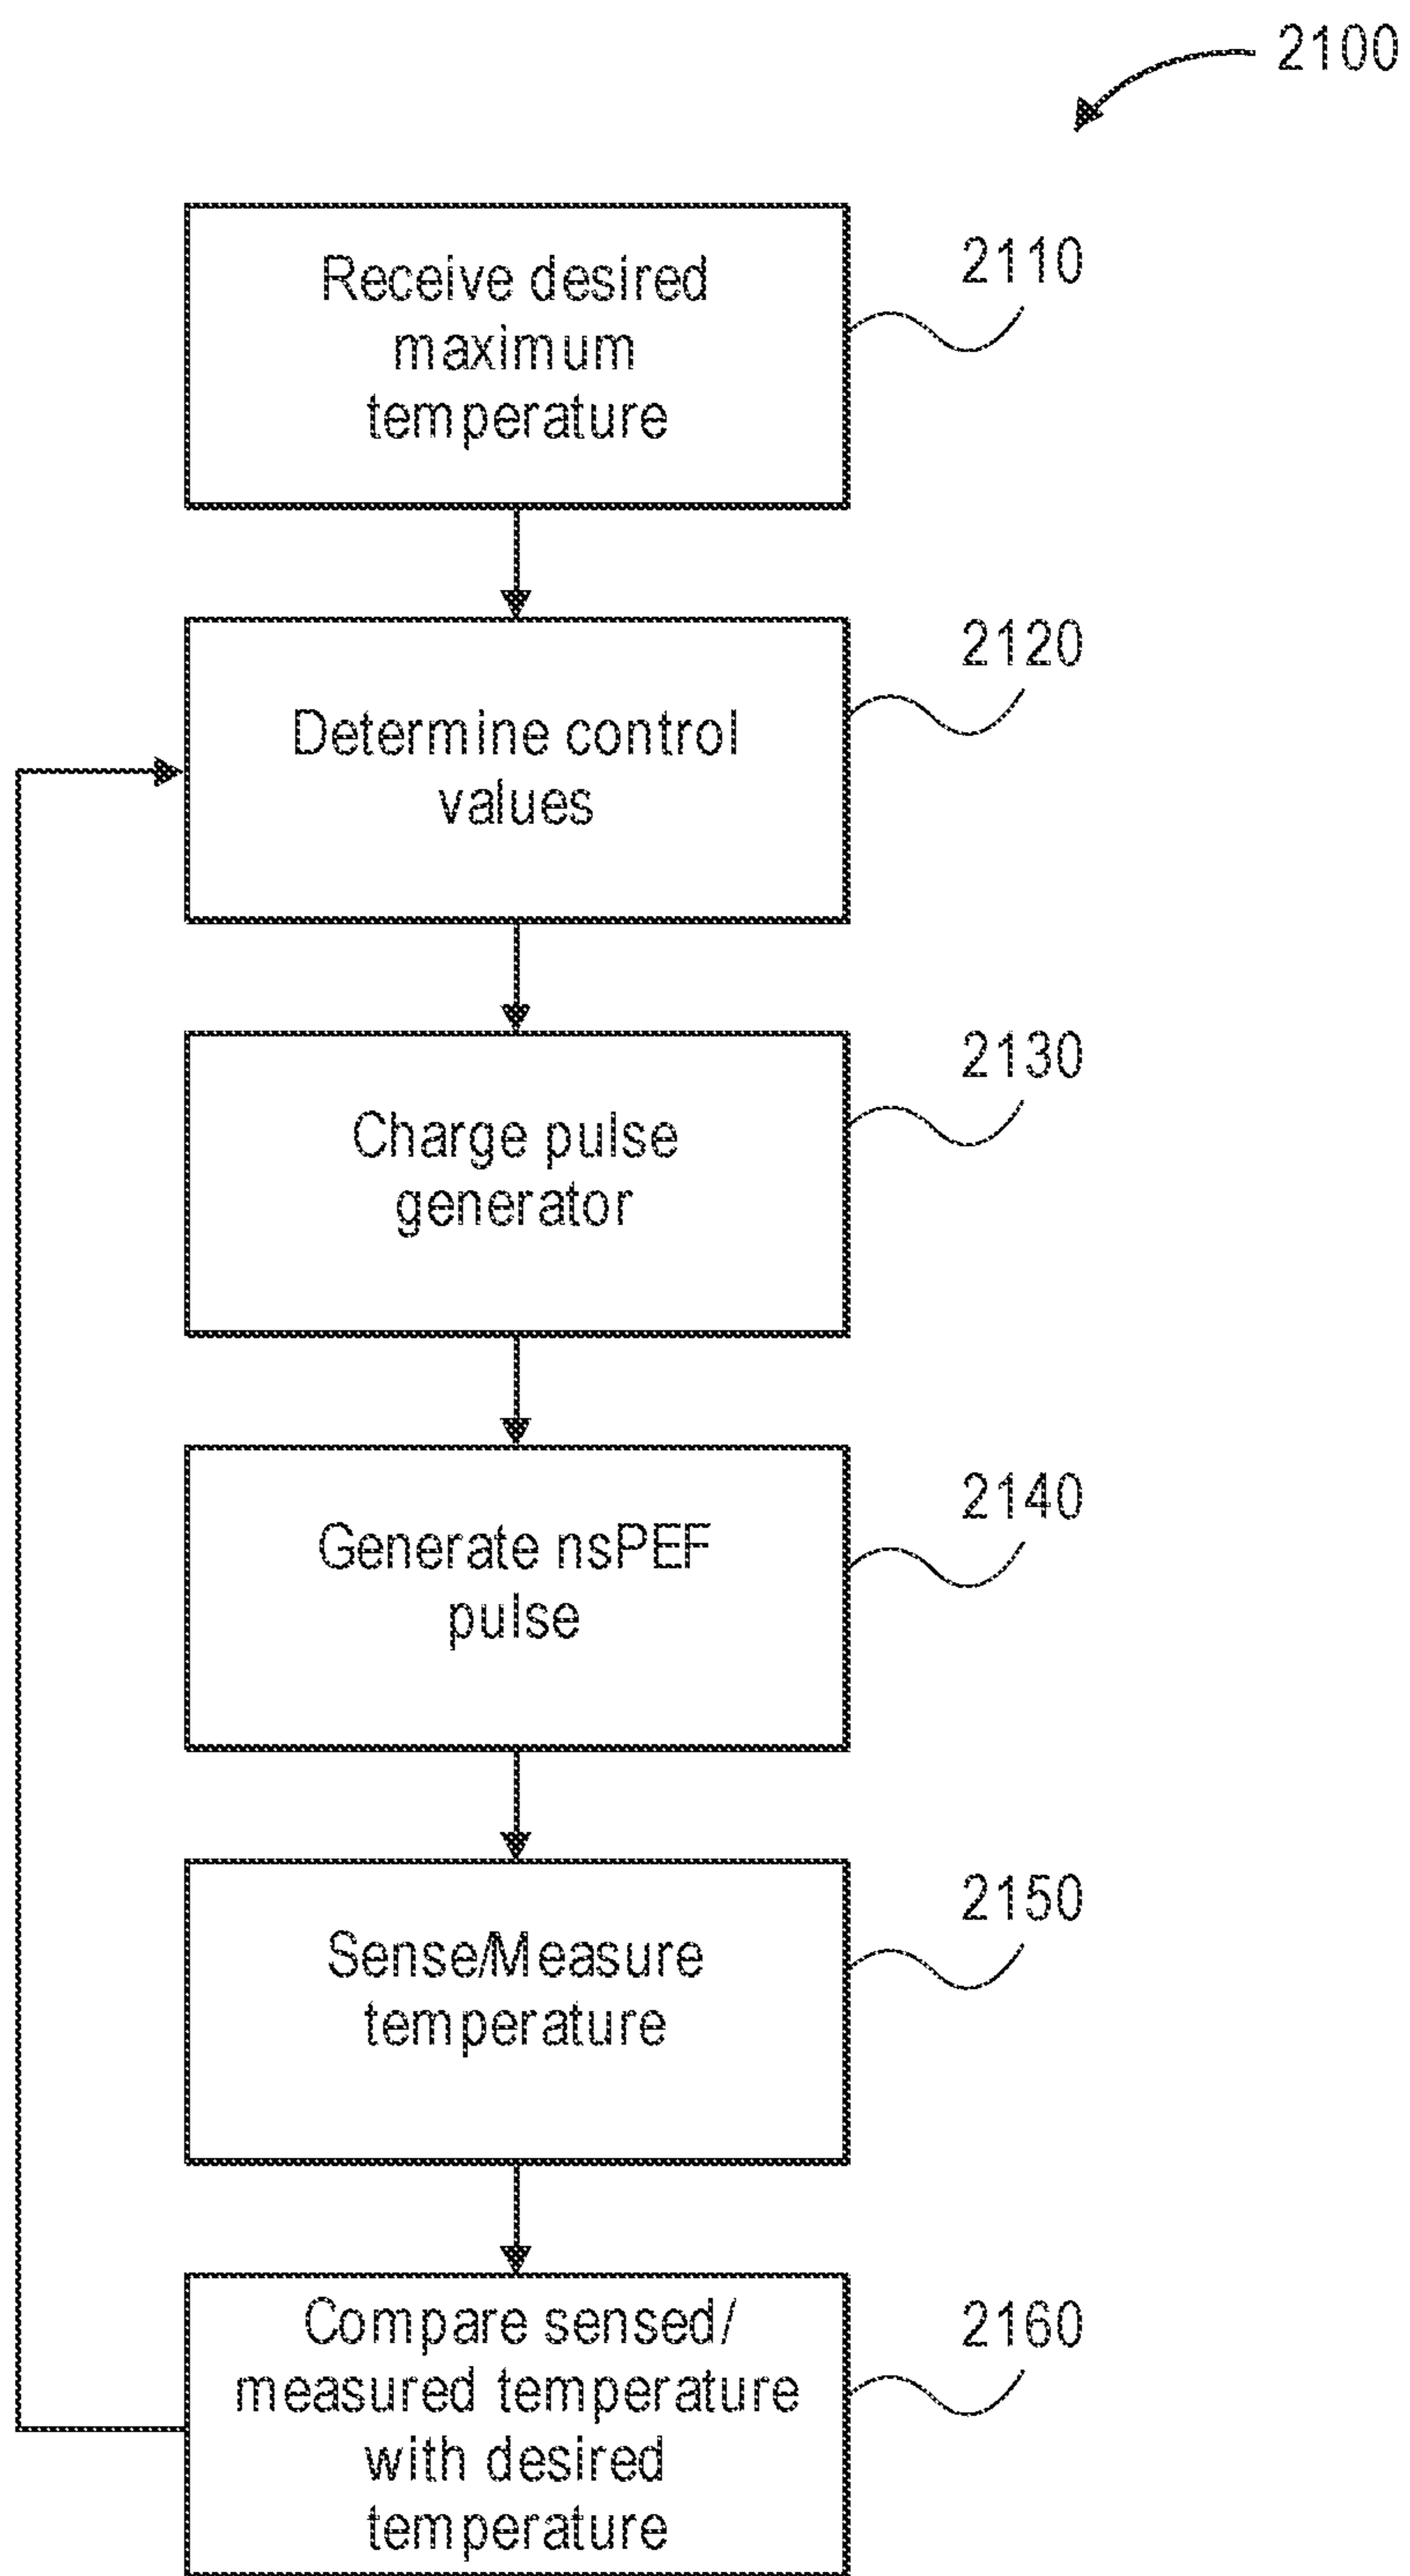 2100
Receive desired
maximum
temperature
2110
Determine control
values
2120
Charge pulse
generator
2130
Generate nsPEF
pulse
2140
Sense/Measure
temperature
2150
Compare sensed/
measured temperature
with desired
temperature
2160